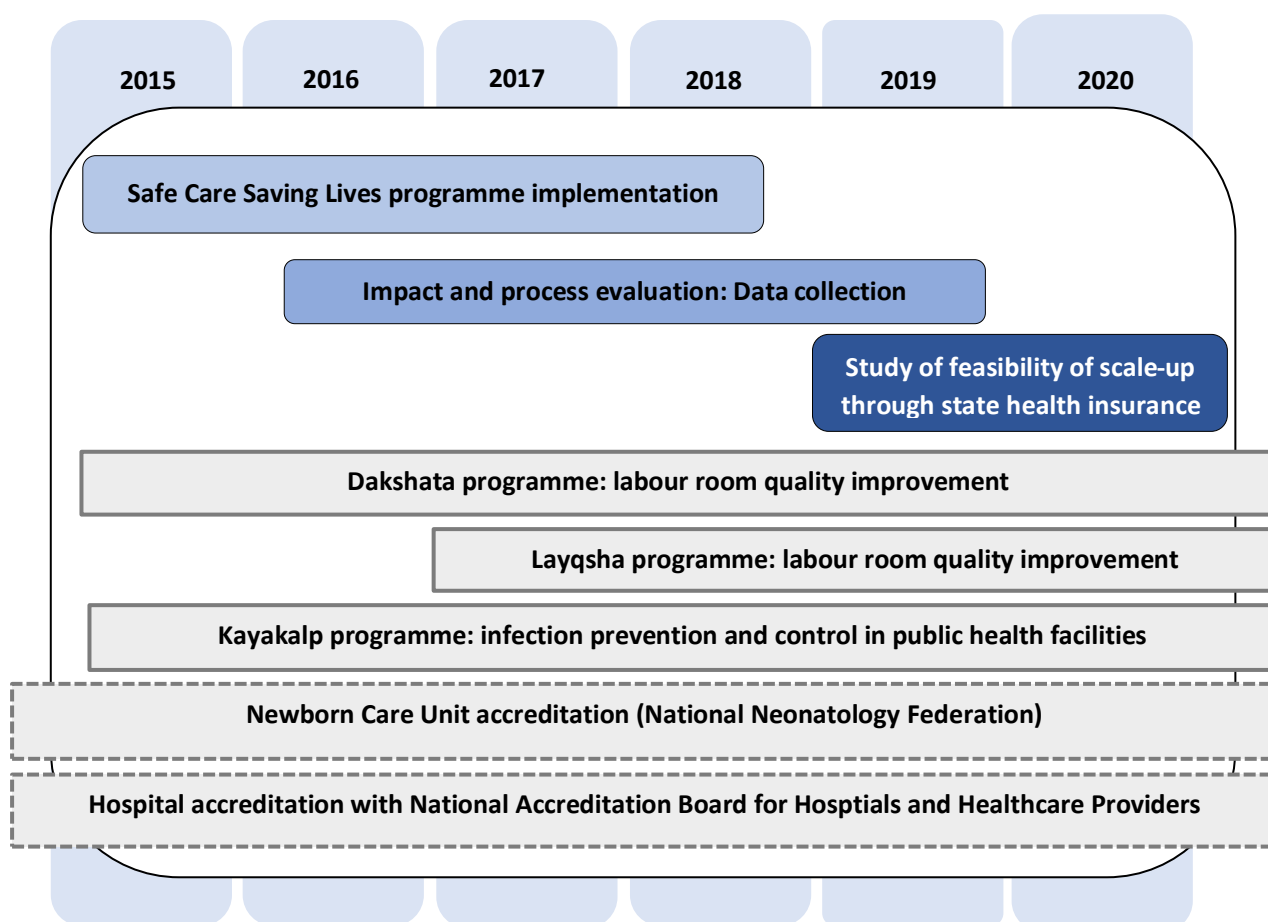 2015 2016 2017 2018 2019 2020
Safe Care Saving Lives programme implementation
Impact and process evaluation: Data collection
Study of feasibility of scale-up
through state health insurance
Dakshata programme: labour room quality improvement
Layqsha programme: labour room quality improvement
Kayakalp programme: infection prevention and control in public health facilities
Newborn Care Unit accreditation (National Neonatology Federation)
Hospital accreditation with National Accreditation Board for Hosptials and Healthcare Providers